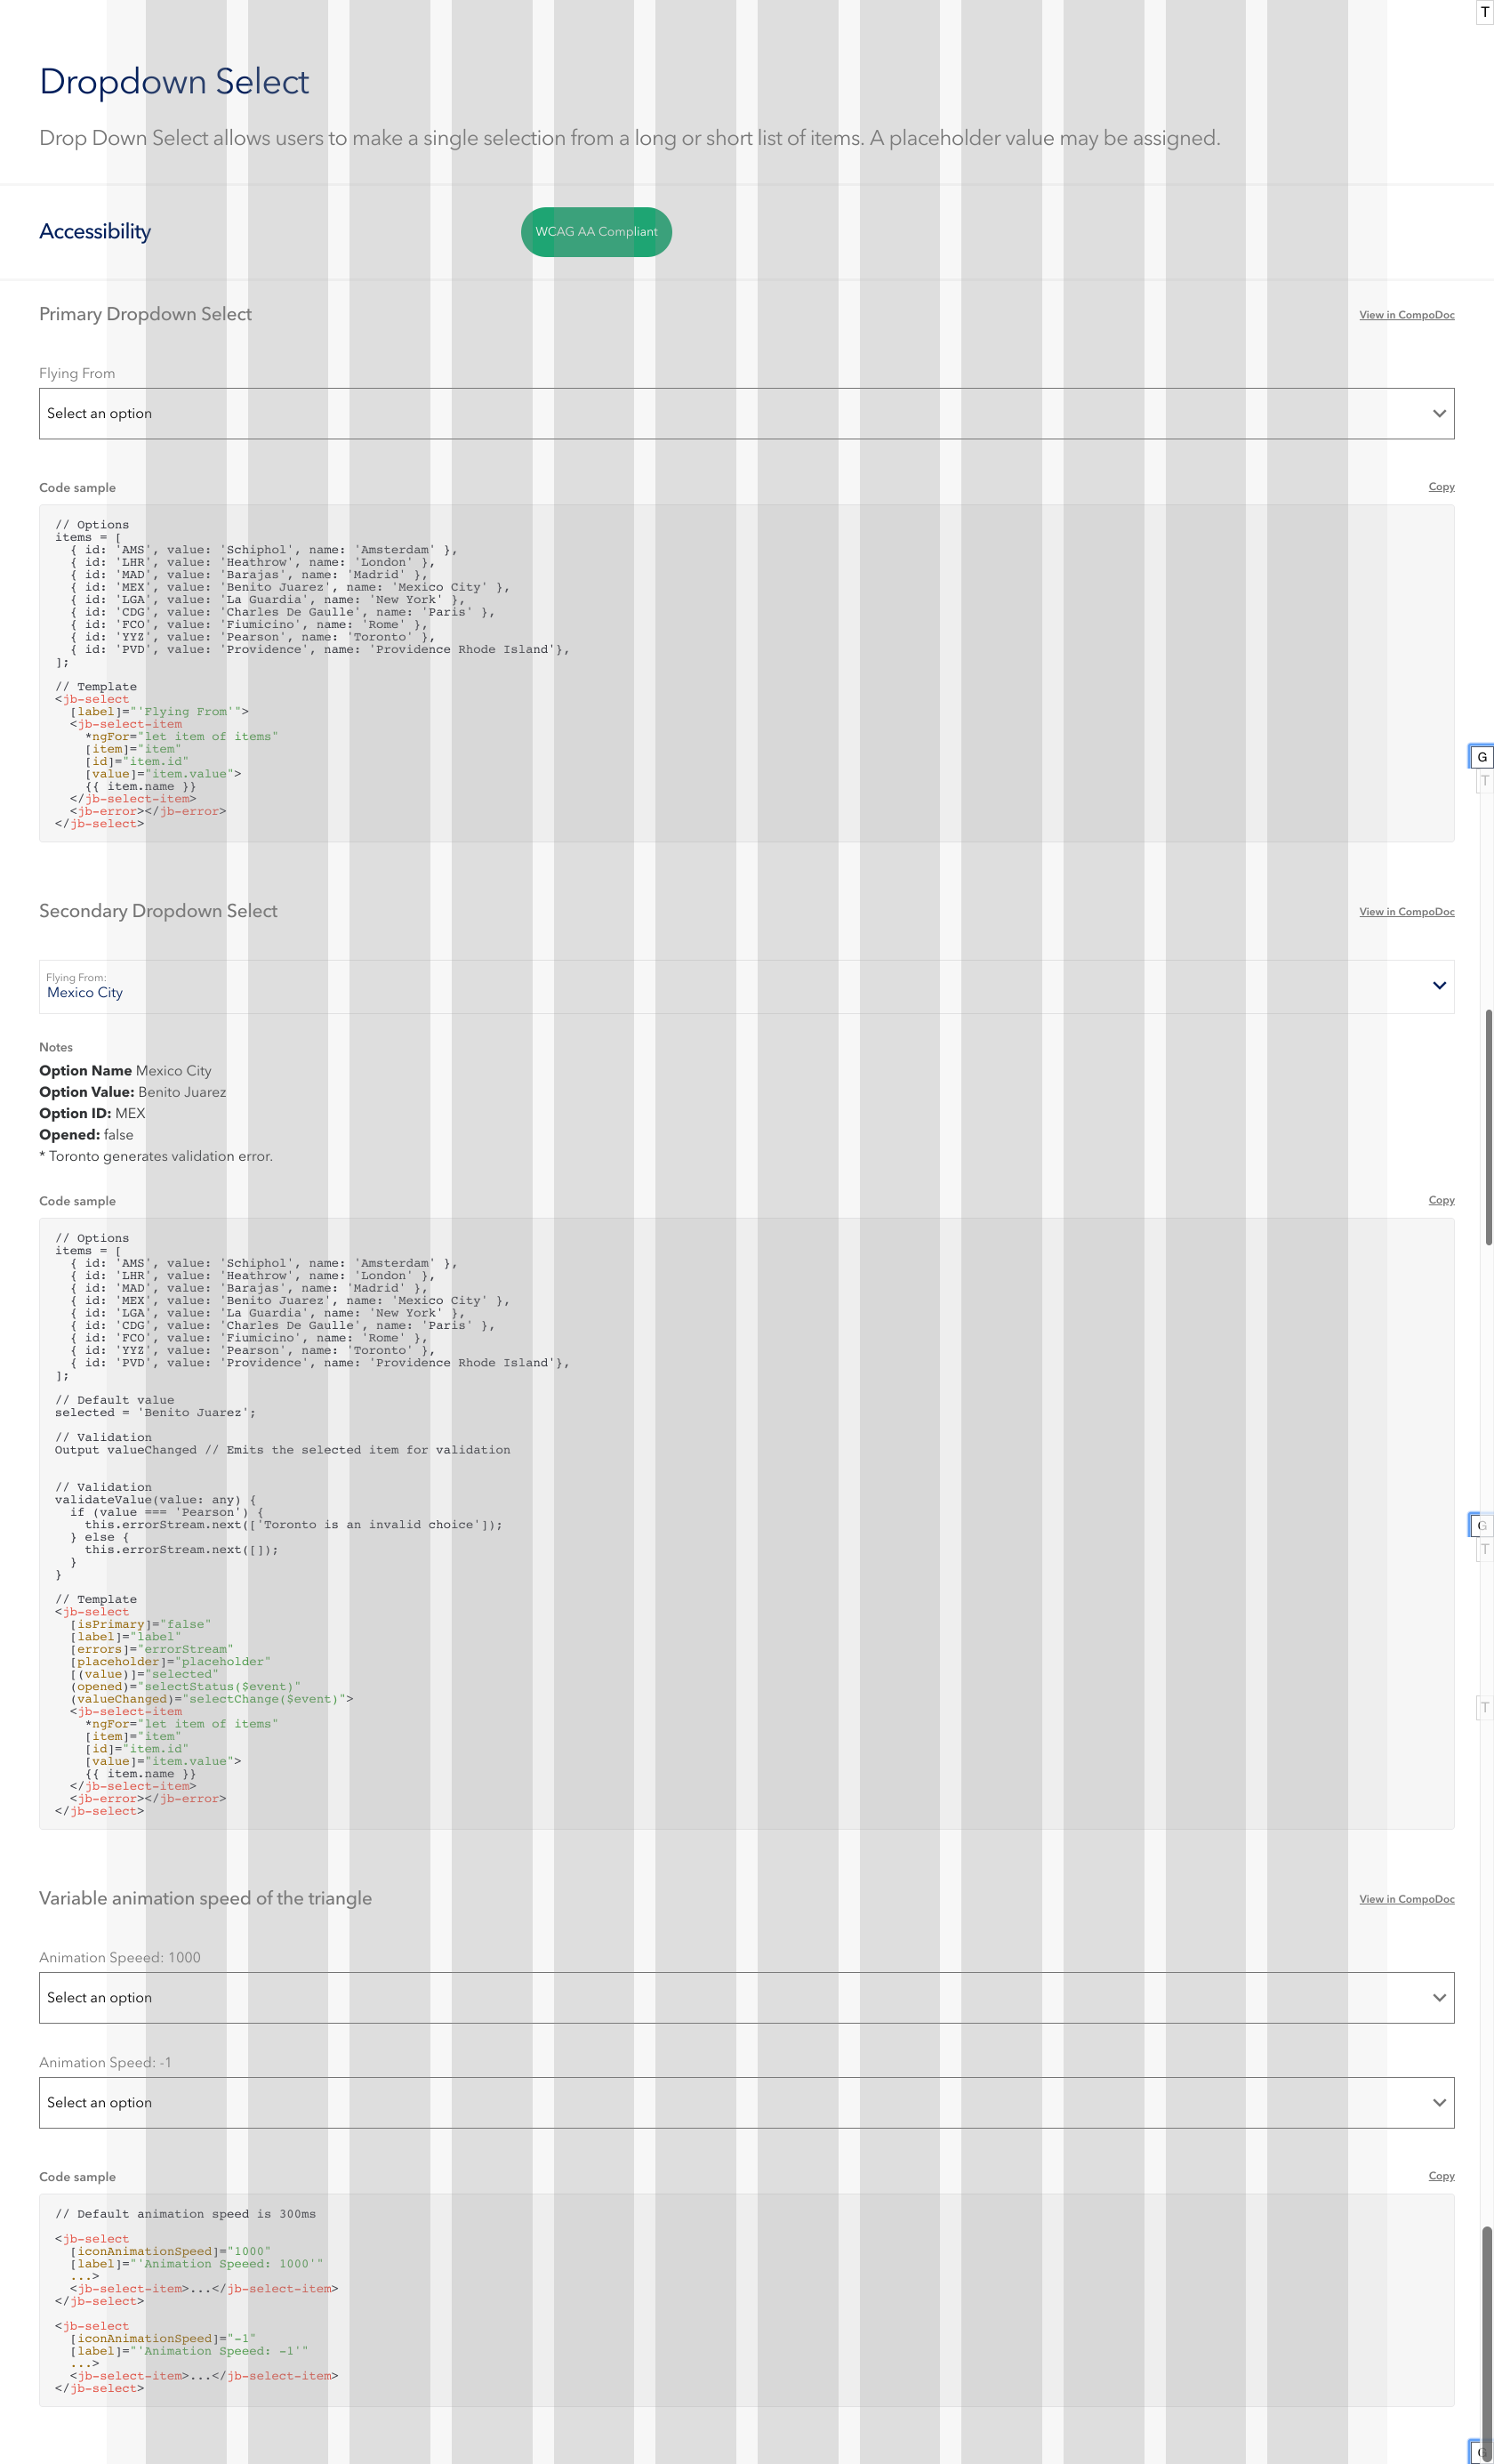 T
Dropdown Select
Drop Down Select allows users to make a single selection from a long or short list of items. A placeholder value may be assigned.
Accessibility
WCAG AA Compliant
Primary Dropdown Select
View in CompoDoc
Flying From
Select an option
Code sample
Copy
// Options
items = [
  { id: 'AMS', value: 'Schiphol', name: 'Amsterdam' },
  { id: 'LHR', value: 'Heathrow', name: 'London' },
  { id: 'MAD', value: 'Barajas', name: 'Madrid' },
  { id: 'MEX', value: 'Benito Juarez', name: 'Mexico City' },
  { id: 'LGA', value: 'La Guardia', name: 'New York' },
  { id: 'CDG', value: 'Charles De Gaulle', name: 'Paris' },
  { id: 'FCO', value: 'Fiumicino', name: 'Rome' },
  { id: 'YYZ', value: 'Pearson', name: 'Toronto' },
  { id: 'PVD', value: 'Providence', name: 'Providence Rhode Island'},
];
// Template
<jb-select
  [label]="'Flying From'">
  <jb-select-item
    *ngFor="let item of items"
    [item]="item"
    [id]="item.id"
    [value]="item.value">
    {{ item.name }}
  </jb-select-item>
  <jb-error></jb-error>
</jb-select>
G
T
Secondary Dropdown Select
View in CompoDoc
Flying From:
Mexico City
Notes
Option Name Mexico City
Option Value: Benito Juarez
Option ID: MEX
Opened: false
* Toronto generates validation error.
Code sample
Copy
// Options
items = [
  { id: 'AMS', value: 'Schiphol', name: 'Amsterdam' },
  { id: 'LHR', value: 'Heathrow', name: 'London' },
  { id: 'MAD', value: 'Barajas', name: 'Madrid' },
  { id: 'MEX', value: 'Benito Juarez', name: 'Mexico City' },
  { id: 'LGA', value: 'La Guardia', name: 'New York' },
  { id: 'CDG', value: 'Charles De Gaulle', name: 'Paris' },
  { id: 'FCO', value: 'Fiumicino', name: 'Rome' },
  { id: 'YYZ', value: 'Pearson', name: 'Toronto' },
  { id: 'PVD', value: 'Providence', name: 'Providence Rhode Island'},
];
// Default value
selected = 'Benito Juarez';
// Validation
Output valueChanged // Emits the selected item for validation
// Validation
validateValue(value: any) {
  if (value === 'Pearson') {
    this.errorStream.next(['Toronto is an invalid choice']);
  } else {
    this.errorStream.next([]);
  }
}
// Template
<jb-select
  [isPrimary]="false"
  [label]="label"
  [errors]="errorStream"
  [placeholder]="placeholder"
  [(value)]="selected"
  (opened)="selectStatus($event)"
  (valueChanged)="selectChange($event)">
  <jb-select-item
    *ngFor="let item of items"
    [item]="item"
    [id]="item.id"
    [value]="item.value">
    {{ item.name }}
  </jb-select-item>
  <jb-error></jb-error>
</jb-select>
G
T
T
Variable animation speed of the triangle
View in CompoDoc
Animation Speeed: 1000
Select an option
Animation Speed: -1
Select an option
Code sample
Copy
// Default animation speed is 300ms
<jb-select
  [iconAnimationSpeed]="1000"
  [label]="'Animation Speeed: 1000'"
  ...>
  <jb-select-item>...</jb-select-item>
</jb-select>
<jb-select
  [iconAnimationSpeed]="-1"
  [label]="'Animation Speeed: -1'"
  ...>
  <jb-select-item>...</jb-select-item>
</jb-select>
G